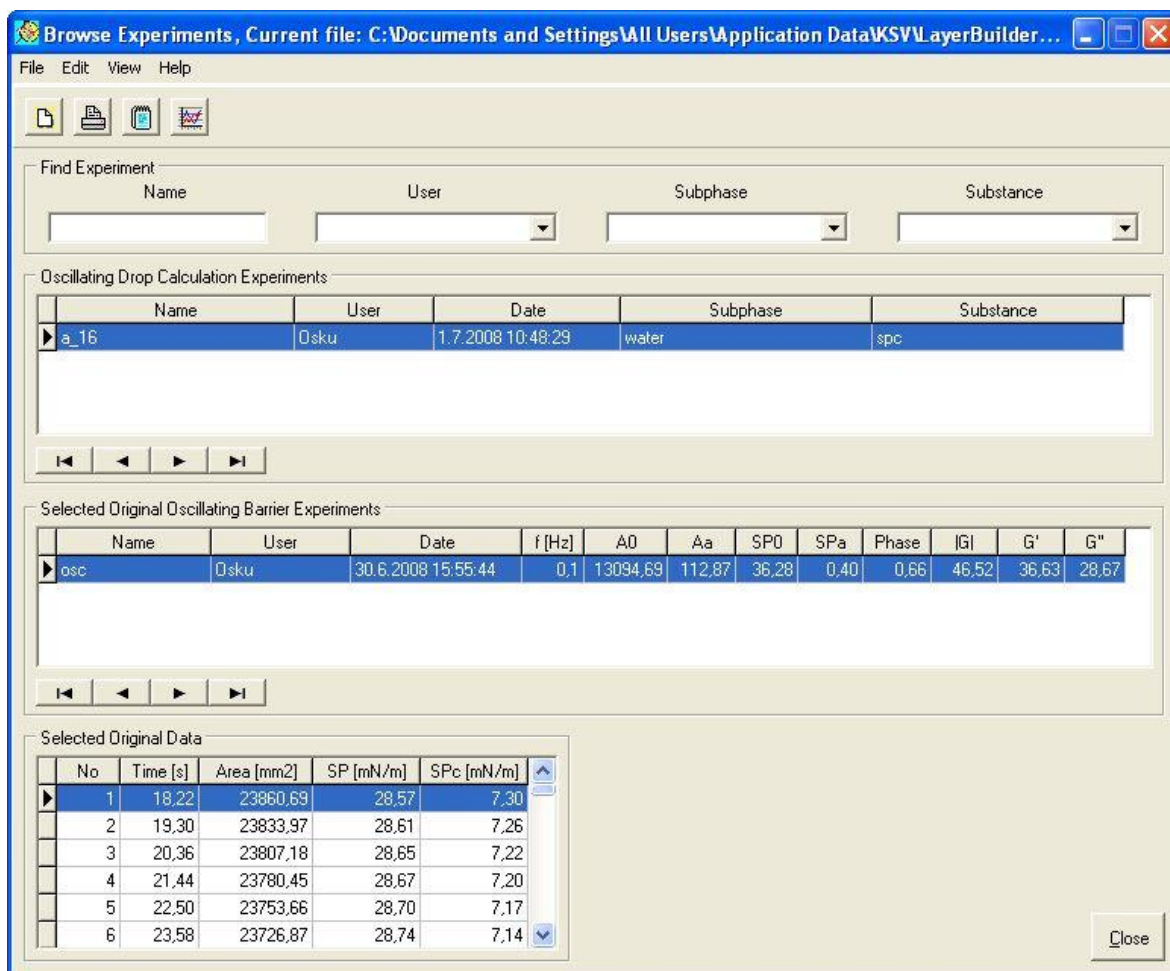 Browse Experiments, Current file: C:\Documents and Settings\All Users\Application Data\KSV\LayerBuilder...
File Edit View Help
Find Experiment
Name User Subphase Substance
Oscillating Drop Calculation Experiments
Name User Date Subphase Substance
a_16 Osku 1.7.2008 10:48:29 water spc
Selected Original Oscillating Barrier Experiments
Name User Date f [Hz] A0 Aa SP0 SPa Phase |G| G' G"
osc Osku 30.6.2008 15:55:44 0,1 13094,69 112,87 36,28 0,40 0,66 46,52 36,63 28,67
Selected Original Data
No Time [s] Area [mm2] SP [mN/m] SPc [mN/m]
1 18,22 23860,69 28,57 7,30
2 19,30 23833,97 28,61 7,26
3 20,36 23807,18 28,65 7,22
4 21,44 23780,45 28,67 7,20
5 22,50 23753,66 28,70 7,17
6 23,58 23726,87 28,74 7,14
Close